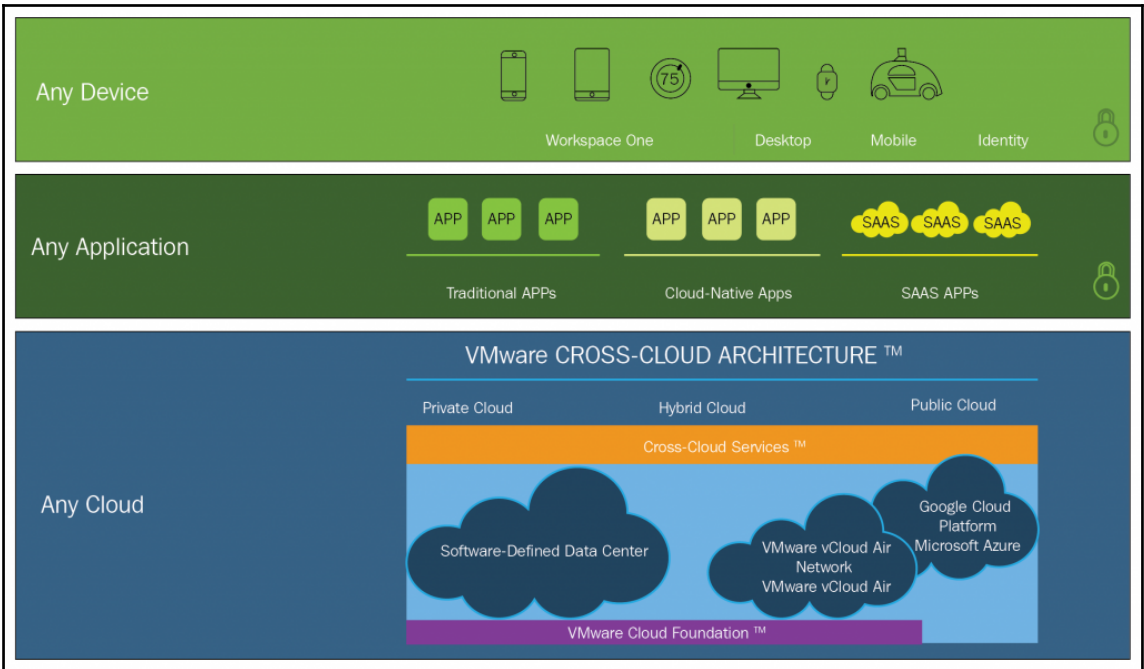 Any Device
75
Workspace One
Desktop
Mobile
Identity
Any Application
APP
APP
APP
APP
APP
APP
SAAS
SAAS
SAAS
Traditional APPs
Cloud-Native Apps
SAAS APPs
Any Cloud
VMware CROSS-CLOUD ARCHITECTURE ™
Private Cloud
Hybrid Cloud
Public Cloud
Cross-Cloud Services ™
Software-Defined Data Center
VMware vCloud Air
Network
VMware vCloud Air
Google Cloud
Platform
Microsoft Azure
VMware Cloud Foundation ™